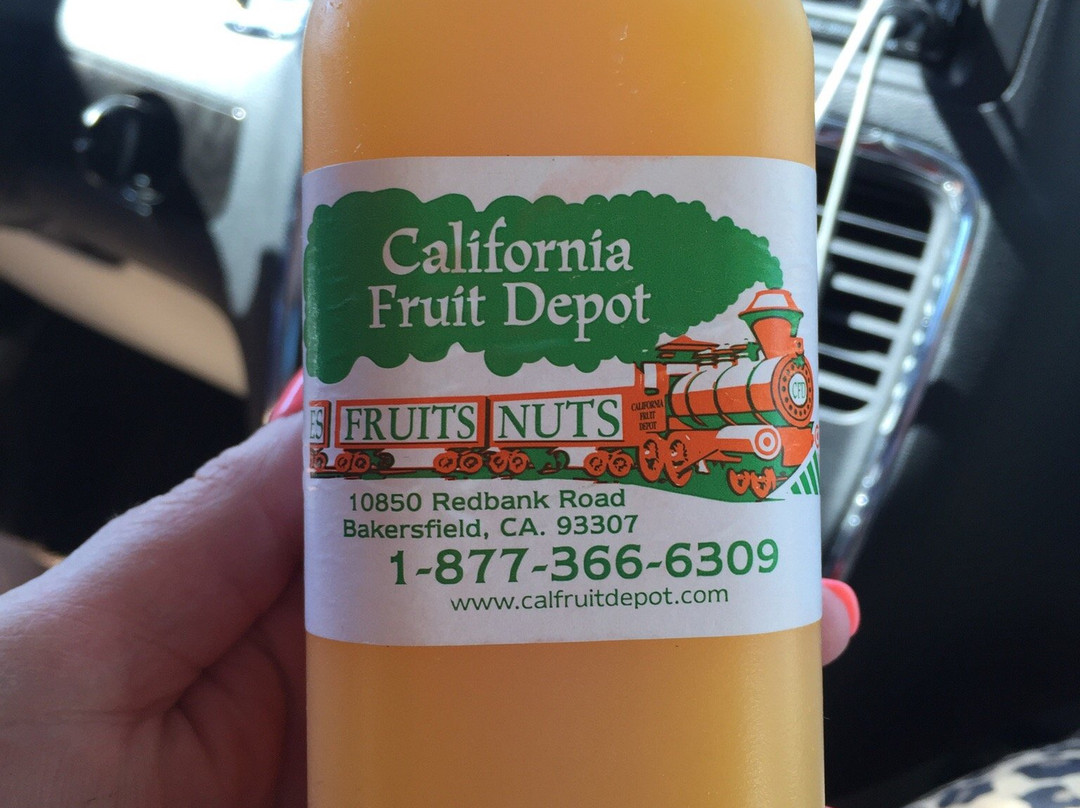 California
Fruit Depot
ES FRUITS NUTS
CALIFORNIA
FRUIT
DEPOT
CFD
10850 Redbank Road
Bakersfield, CA. 93307
1-877-366-6309
www.calfruitdepot.com